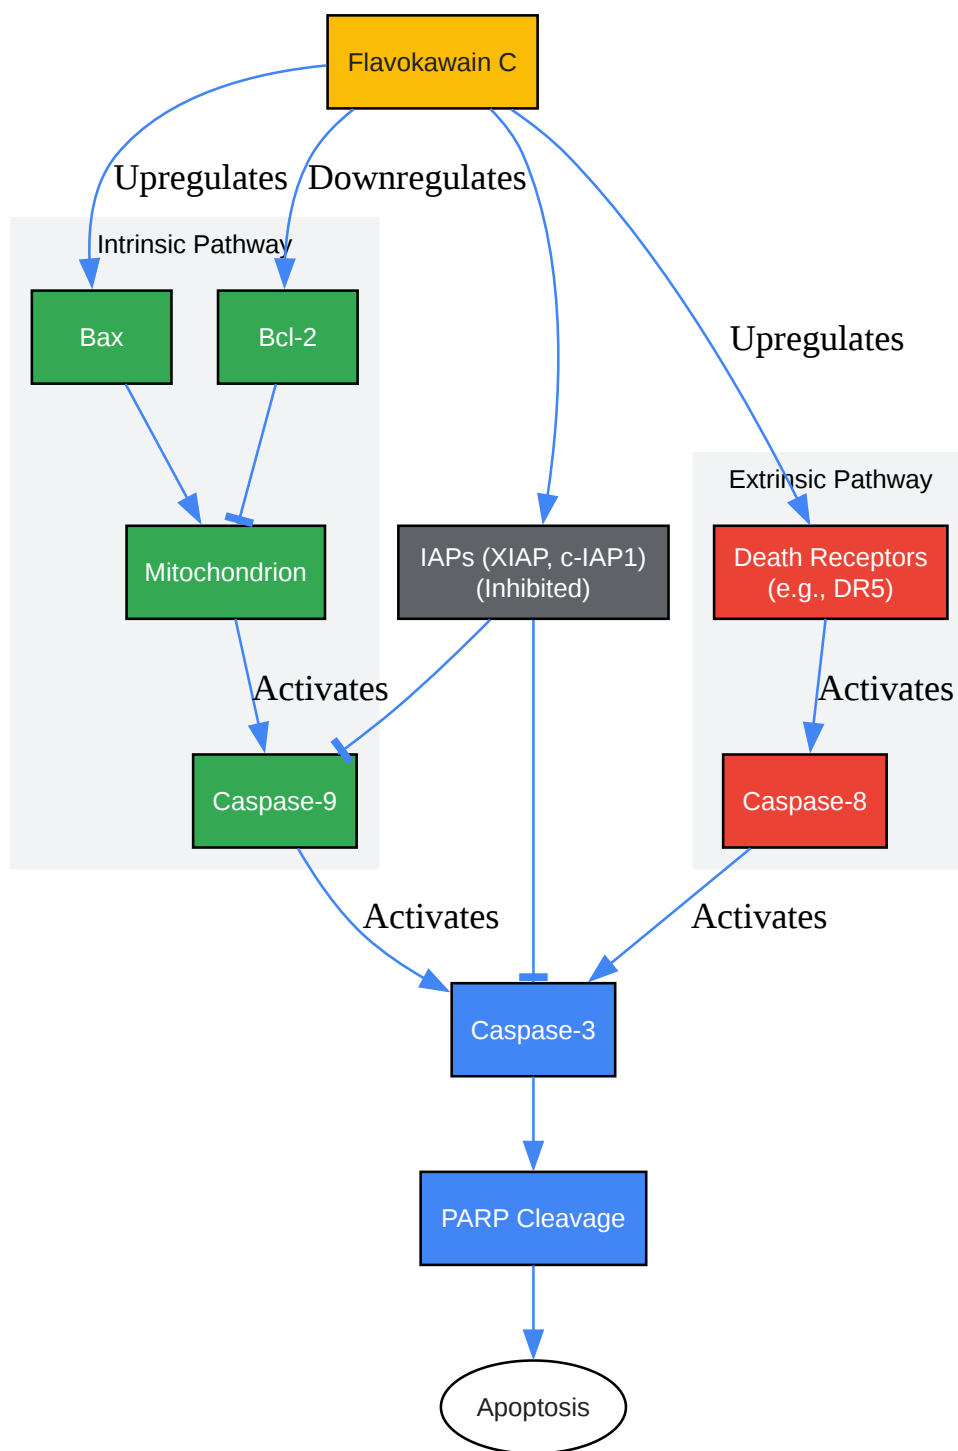 Flavokawain C
Upregulates
Downregulates
Intrinsic Pathway
Bax
Bcl-2
Upregulates
Extrinsic Pathway
Mitochondrion
IAPs (XIAP, c-IAP1)
(Inhibited)
Death Receptors
(e.g., DR5)
Activates
Activates
Caspase-9
Caspase-8
Activates
Activates
Caspase-3
PARP Cleavage
Apoptosis